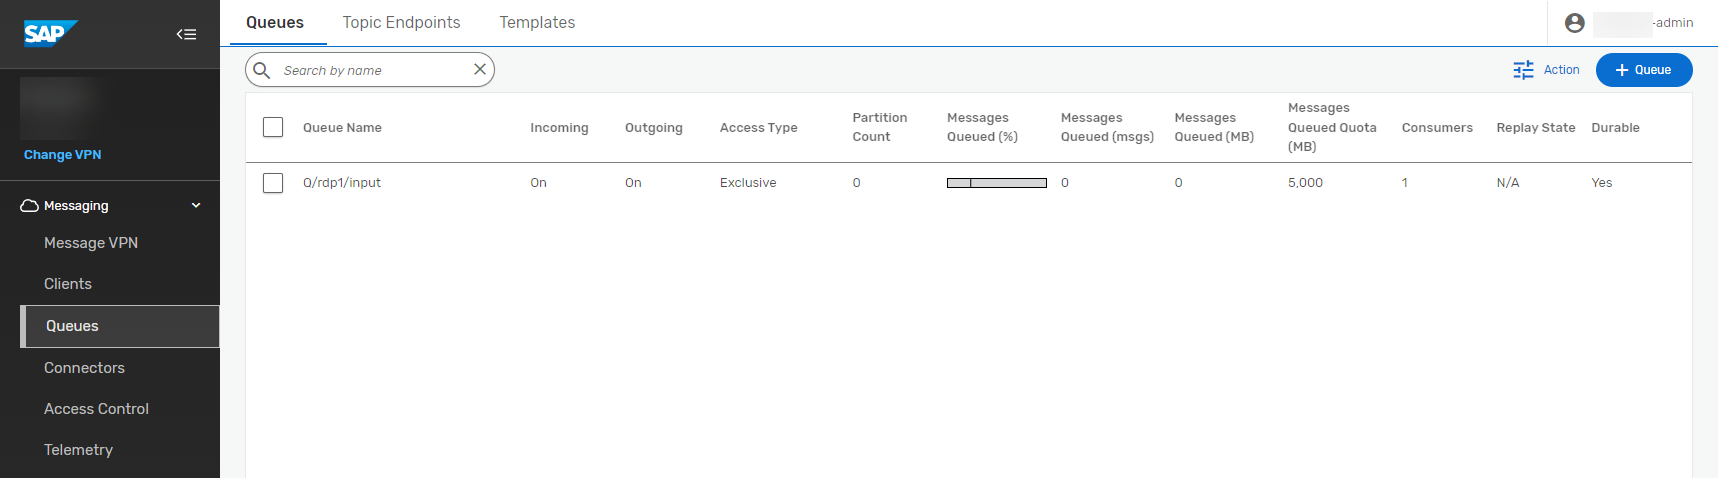 SAP
Queues Topic Endpoints Templates
-admin
Search by name
Action
+ Queue
Change VPN
Messaging
Message VPN
Clients
Queues
Connectors
Access Control
Telemetry
Queue Name
Incoming
Outgoing
Access Type
Partition
Count
Messages
Queued (%)
Messages
Queued (msgs)
Messages
Queued (MB)
Messages
Queued Quota
(MB)
Consumers
Replay State
Durable
Q/rdp1/input On On Exclusive 0 0 0 5,000 1 N/A Yes